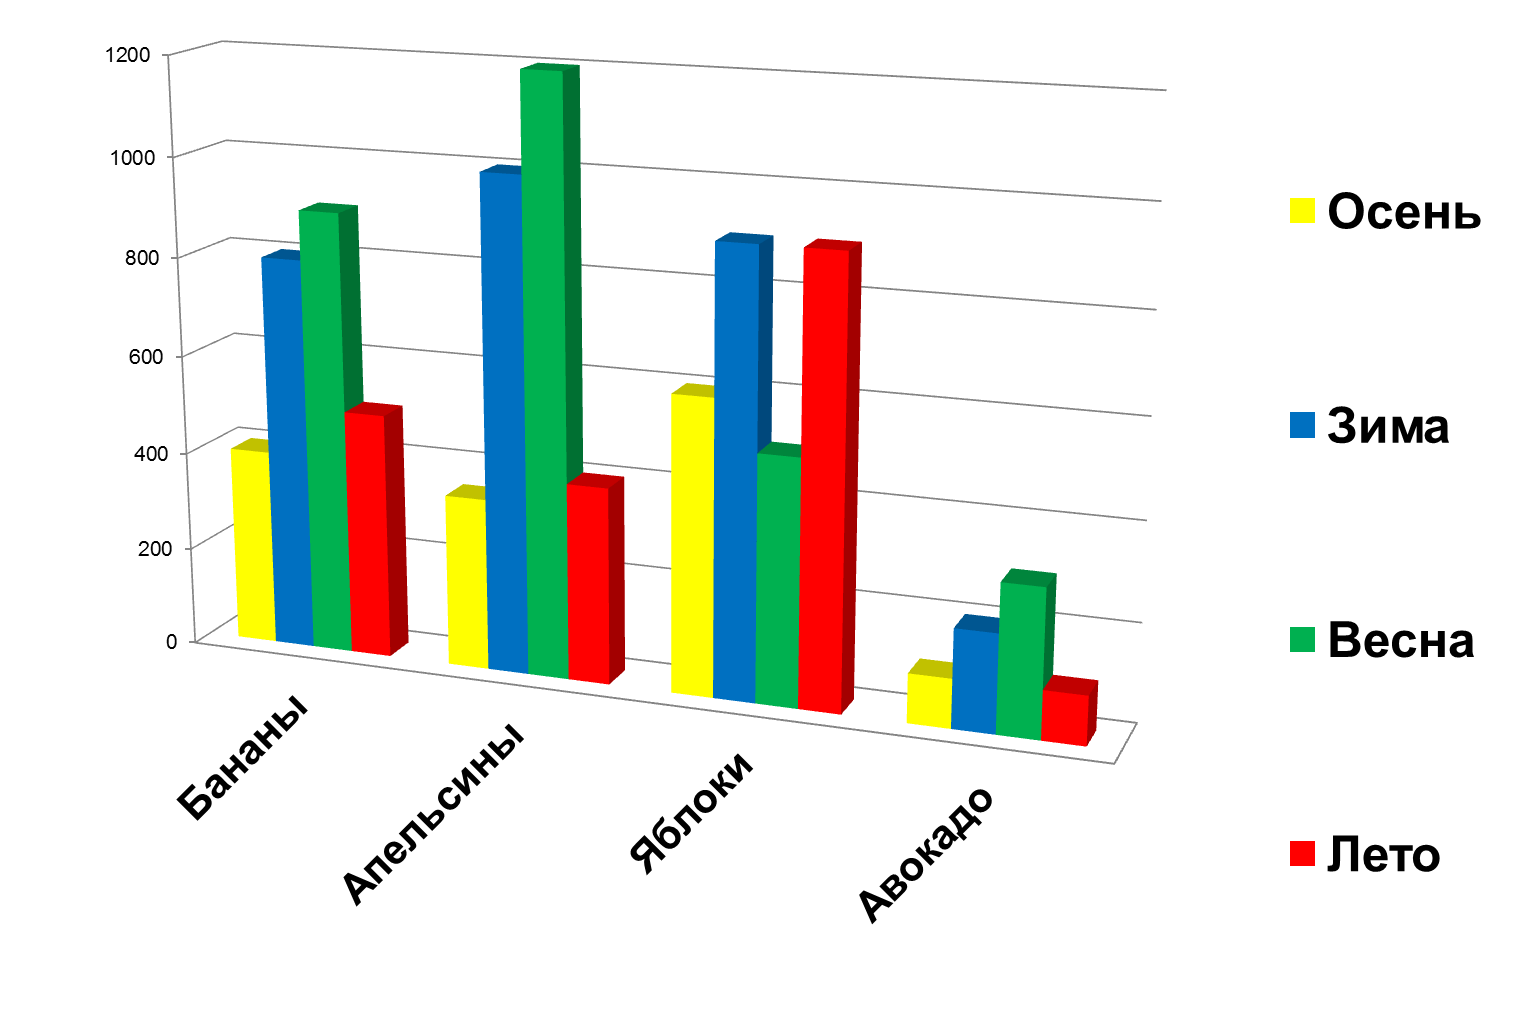 1200
1000
800
600
400
200
0
Бананы
Апельсины
Яблоки
Авокадо
Осень
Зима
Весна
Лето